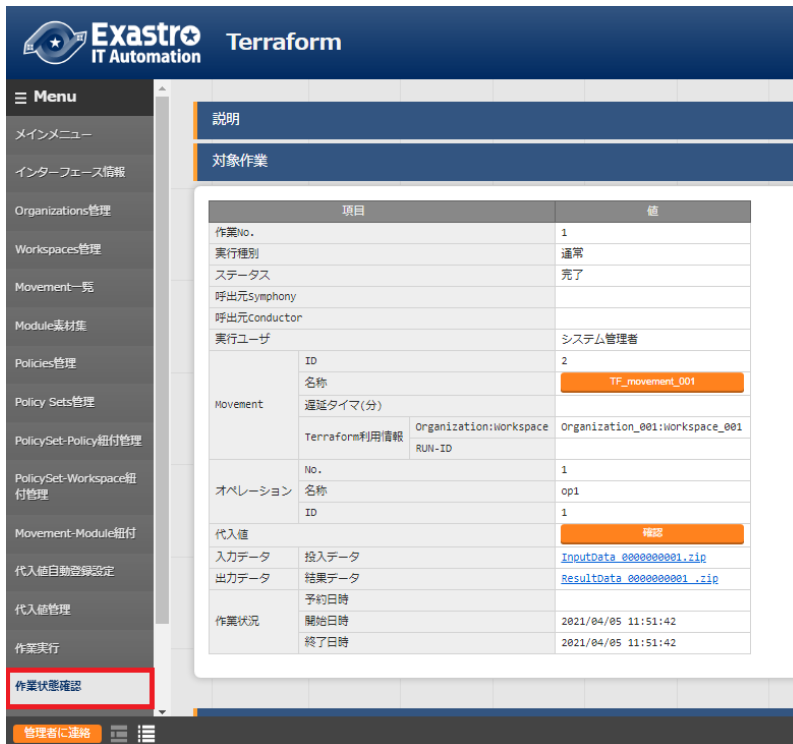 Exastro
IT Automation
Terraform
Menu
メインメニュー
インターフェース情報
Organizations管理
Workspaces管理
Movement一覧
Module素材集
Policies管理
Policy Sets管理
PolicySet-Policy紐付管理
PolicySet-Workspace紐
付管理
Movement-Module紐付
代入値自動登録設定
代入値管理
作業実行
作業状態確認
管理者に連絡
説明
対象作業
項目 値
作業No. 1
実行種別 通常
ステータス 完了
呼出元Symphony
呼出元Conductor
実行ユーザ システム管理者
Movement
ID 2
名称 TF_movement_001
遅延タイマ(分)
Terraform利用情報
Organization:Workspace Organization_001:Workspace_001
RUN-ID
オペレーション
No. 1
名称 op1
ID 1
代入値 確認
入力データ 投入データ InputData_0000000001.zip
出力データ 結果データ ResultData_0000000001 .zip
作業状況
予約日時
開始日時 2021/04/05 11:51:42
終了日時 2021/04/05 11:51:42